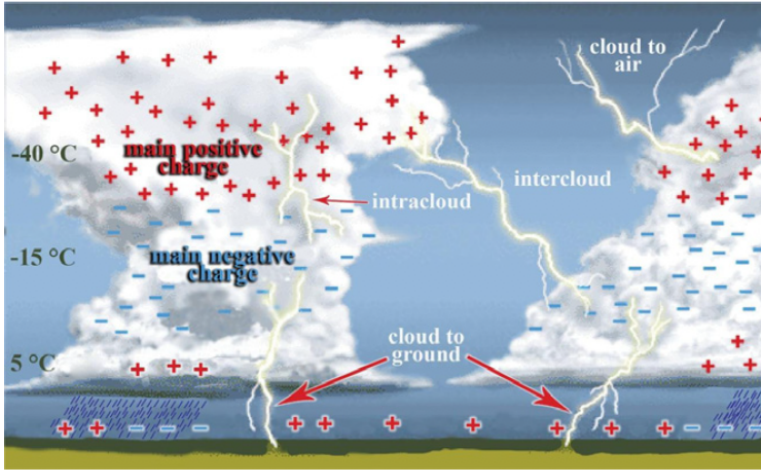 cloud to
air
main positive
charge
-40 °C
intercloud
intracloud
main negative
charge
-15 °C
cloud to
ground
5 °C